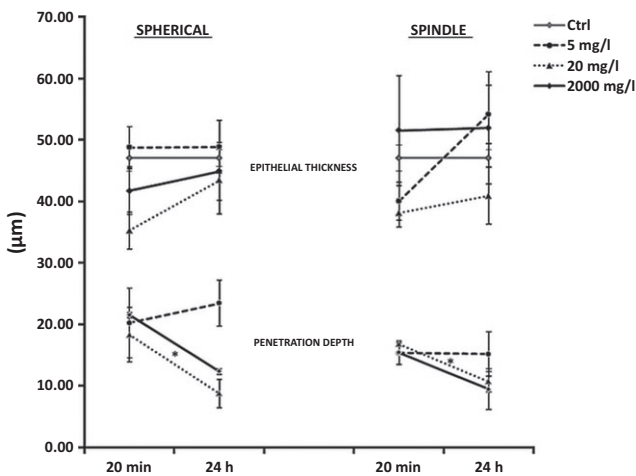 70.00
60.00
50.00
40.00
30.00
20.00
10.00
0.00
(µm)
SPHERICAL
SPINDLE
Ctrl
5 mg/l
20 mg/l
2000 mg/l
EPITHELIAL THICKNESS
PENETRATION DEPTH
*
*
20 min
24 h
20 min
24 h